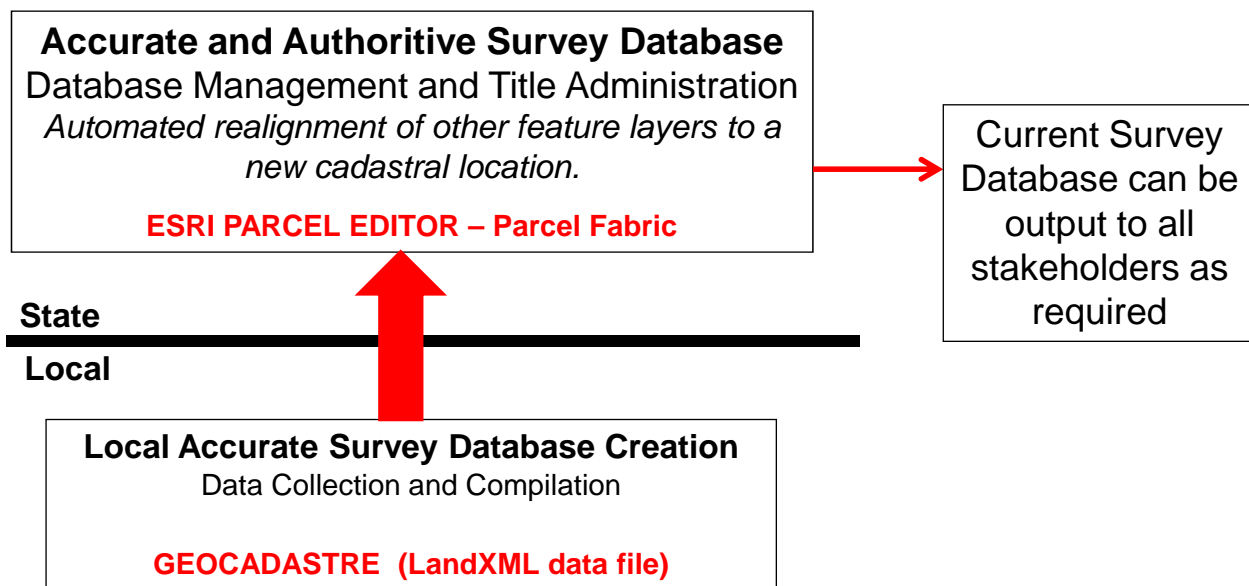 Accurate and Authoritive Survey Database
Database Management and Title Administration
Automated realignment of other feature layers to a
new cadastral location.
ESRI PARCEL EDITOR – Parcel Fabric
Current Survey
Database can be
output to all
stakeholders as
required
State
Local
Local Accurate Survey Database Creation
Data Collection and Compilation
GEOCADASTRE (LandXML data file)